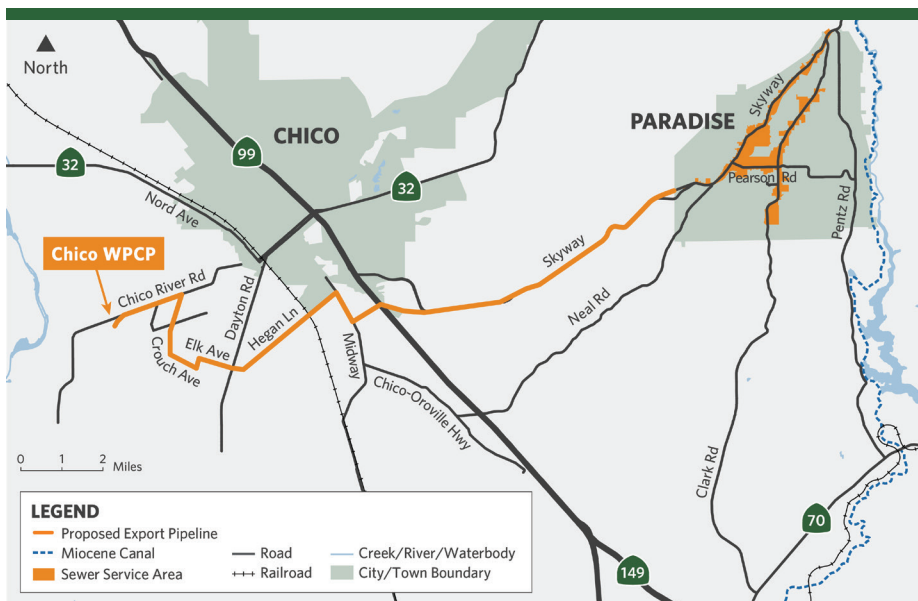 North
CHICO
PARADISE
Skyway
99
32
32
Pearson Rd
Nord Ave
Pentz Rd
Chico WPCP
Chico River Rd
Skyway
Dayton Rd
Neal Rd
Hegan Ln
Elk Ave
Midway
Crouch Ave
Chico-Oroville Hwy
Clark Rd
0 1 2 Miles
70
149
LEGEND
Proposed Export Pipeline
Miocene Canal
Sewer Service Area
Road
Railroad
Creek/River/Waterbody
City/Town Boundary